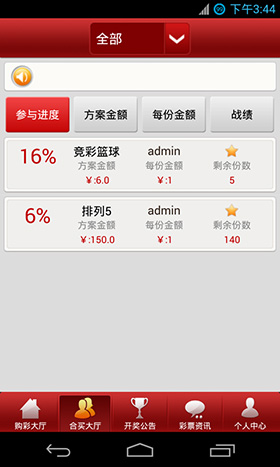 下午3:44
全部
参与进度 方案金额 每份金额 战绩
16% 竞彩篮球 admin
方案金额 每份金额 剩余份数
￥:6.0 ￥:1 5
6% 排列5 admin
方案金额 每份金额 剩余份数
￥:150.0 ￥:1 140
购彩大厅 合买大厅 开奖公告 彩票资讯 个人中心